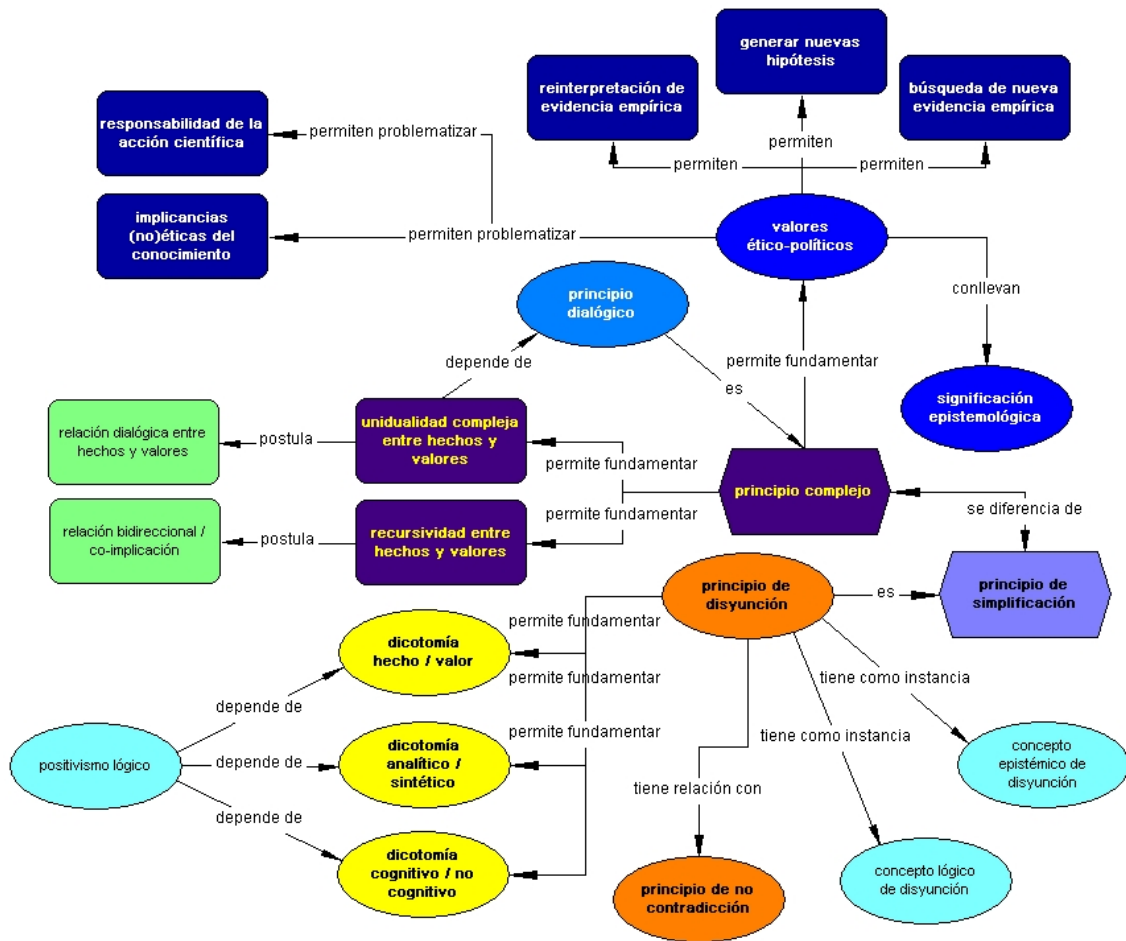 generar nuevas
hipótesis
reinterpretación de
evidencia empírica
búsqueda de nueva
evidencia empírica
responsabilidad de la
acción científica
permiten problematizar
permiten
permiten
permiten
implicancias
(no)éticas del
conocimiento
permiten problematizar
valores
ético-políticos
conllevan
principio
dialógico
depende de
permite fundamentar
es
significación
epistemológica
relación dialógica entre
hechos y valores
postula
unidualidad compleja
entre hechos y
valores
permite fundamentar
principio complejo
se diferencia de
relación bidireccional /
co-implicación
postula
recursividad entre
hechos y valores
permite fundamentar
principio de
disyunción
es
principio de
simplificación
permite fundamentar
dicotomía
hecho / valor
permite fundamentar
tiene como instancia
depende de
permite fundamentar
tiene como instancia
positivismo lógico
depende de
dicotomía
analítico /
sintético
concepto
epistémico de
disyunción
tiene relación con
depende de
dicotomía
cognitivo / no
cognitivo
principio de no
contradicción
concepto lógico
de disyunción